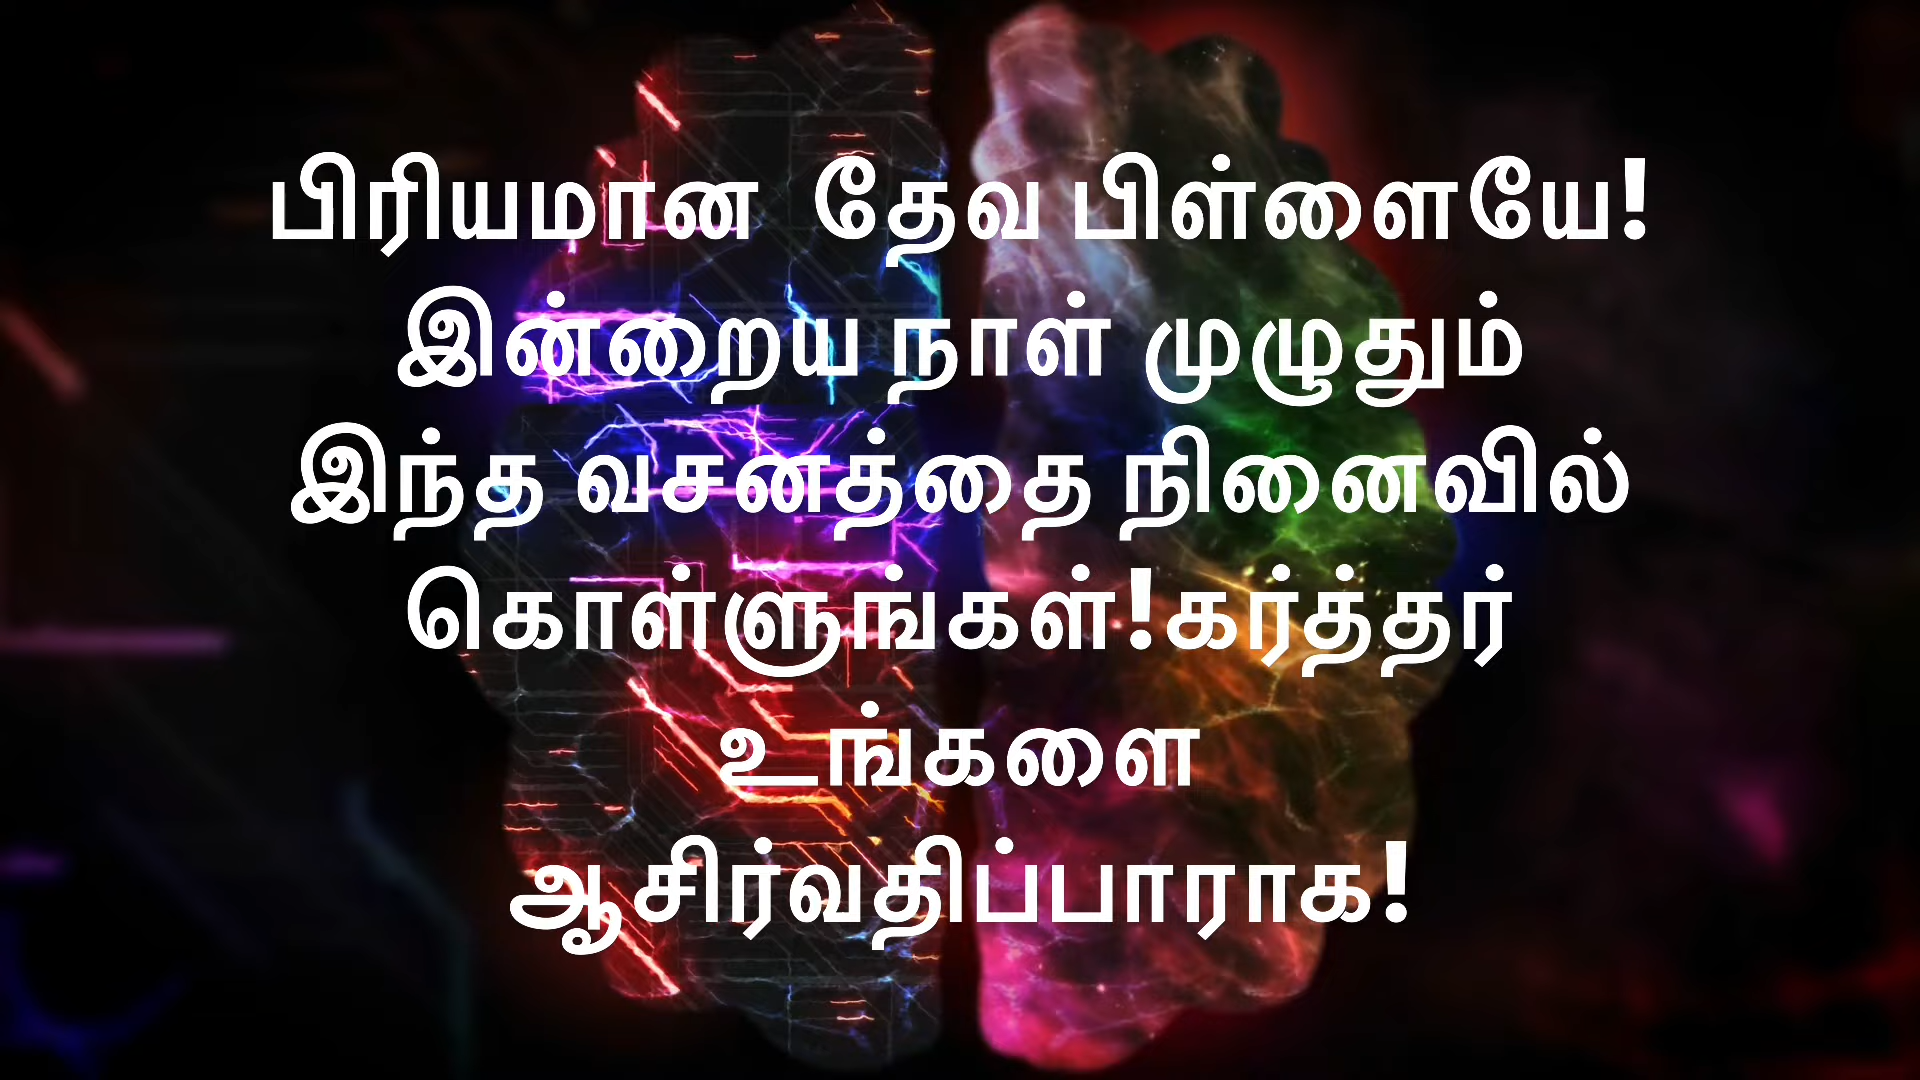 பிரியமான தேவ பிள்ளையே!
இன்றைய நாள் முழுதும்
இந்த வசனத்தை நினைவில்
கொள்ளுங்கள்!கர்த்தர்
உங்களை
ஆசிர்வதிப்பாராக!